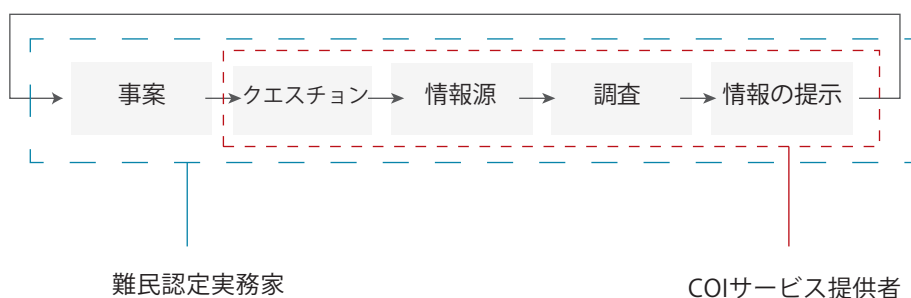 事案
クエスチョン
情報源
調査
情報の提示
難民認定実務家
COIサービス提供者